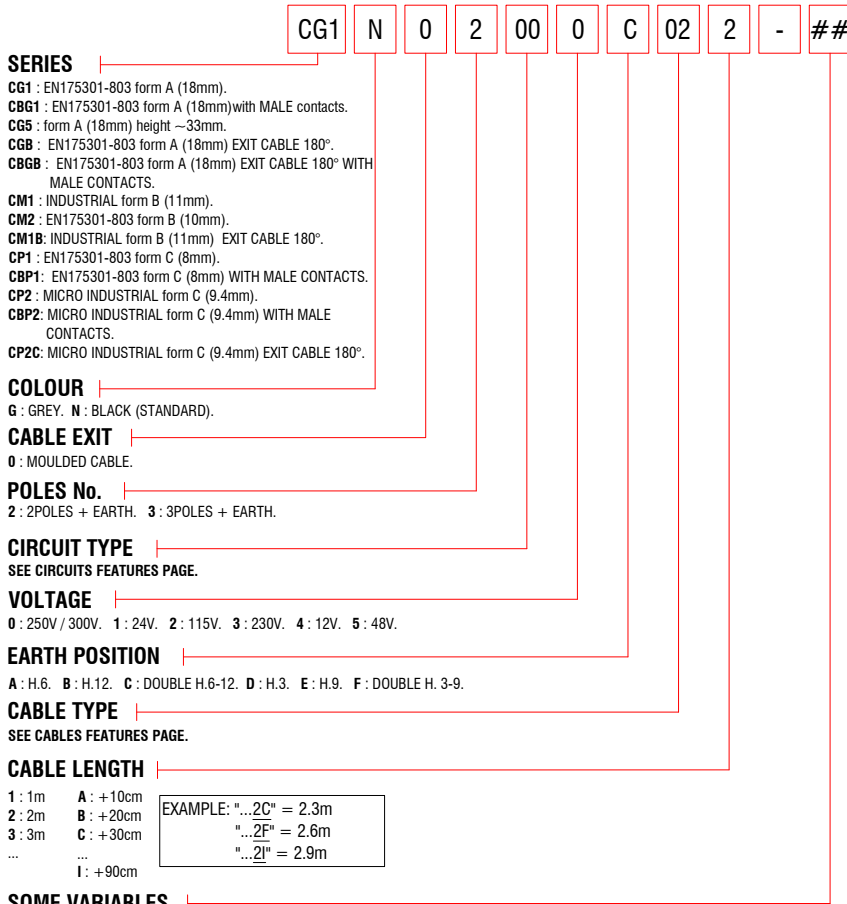 CG1 N 0 2 00 0 C 02 2 - ##
SERIES
CG1 : EN175301-803 form A (18mm).
CBG1 : EN175301-803 form A (18mm)with MALE contacts.
CG5 : form A (18mm) height ~33mm.
CGB : EN175301-803 form A (18mm) EXIT CABLE 180°.
CBGB : EN175301-803 form A (18mm) EXIT CABLE 180° WITH
MALE CONTACTS.
CM1 : INDUSTRIAL form B (11mm).
CM2 : EN175301-803 form B (10mm).
CM1B: INDUSTRIAL form B (11mm) EXIT CABLE 180°.
CP1 : EN175301-803 form C (8mm).
CBP1: EN175301-803 form C (8mm) WITH MALE CONTACTS.
CP2 : MICRO INDUSTRIAL form C (9.4mm).
CBP2: MICRO INDUSTRIAL form C (9.4mm) WITH MALE
CONTACTS.
CP2C: MICRO INDUSTRIAL form C (9.4mm) EXIT CABLE 180°.
COLOUR
G : GREY. N : BLACK (STANDARD).
CABLE EXIT
0 : MOULDED CABLE.
POLES No.
2 : 2POLES + EARTH. 3 : 3POLES + EARTH.
CIRCUIT TYPE
SEE CIRCUITS FEATURES PAGE.
VOLTAGE
0 : 250V / 300V. 1 : 24V. 2 : 115V. 3 : 230V. 4 : 12V. 5 : 48V.
EARTH POSITION
A : H.6. B : H.12. C : DOUBLE H.6-12. D : H.3. E : H.9. F : DOUBLE H. 3-9.
CABLE TYPE
SEE CABLES FEATURES PAGE.
CABLE LENGTH
1 : 1m A : +10cm
2 : 2m B : +20cm EXAMPLE: "...2C" = 2.3m
3 : 3m C : +30cm "...2F" = 2.6m
... ... "...2I" = 2.9m
I : +90cm
SOME VARIABLES